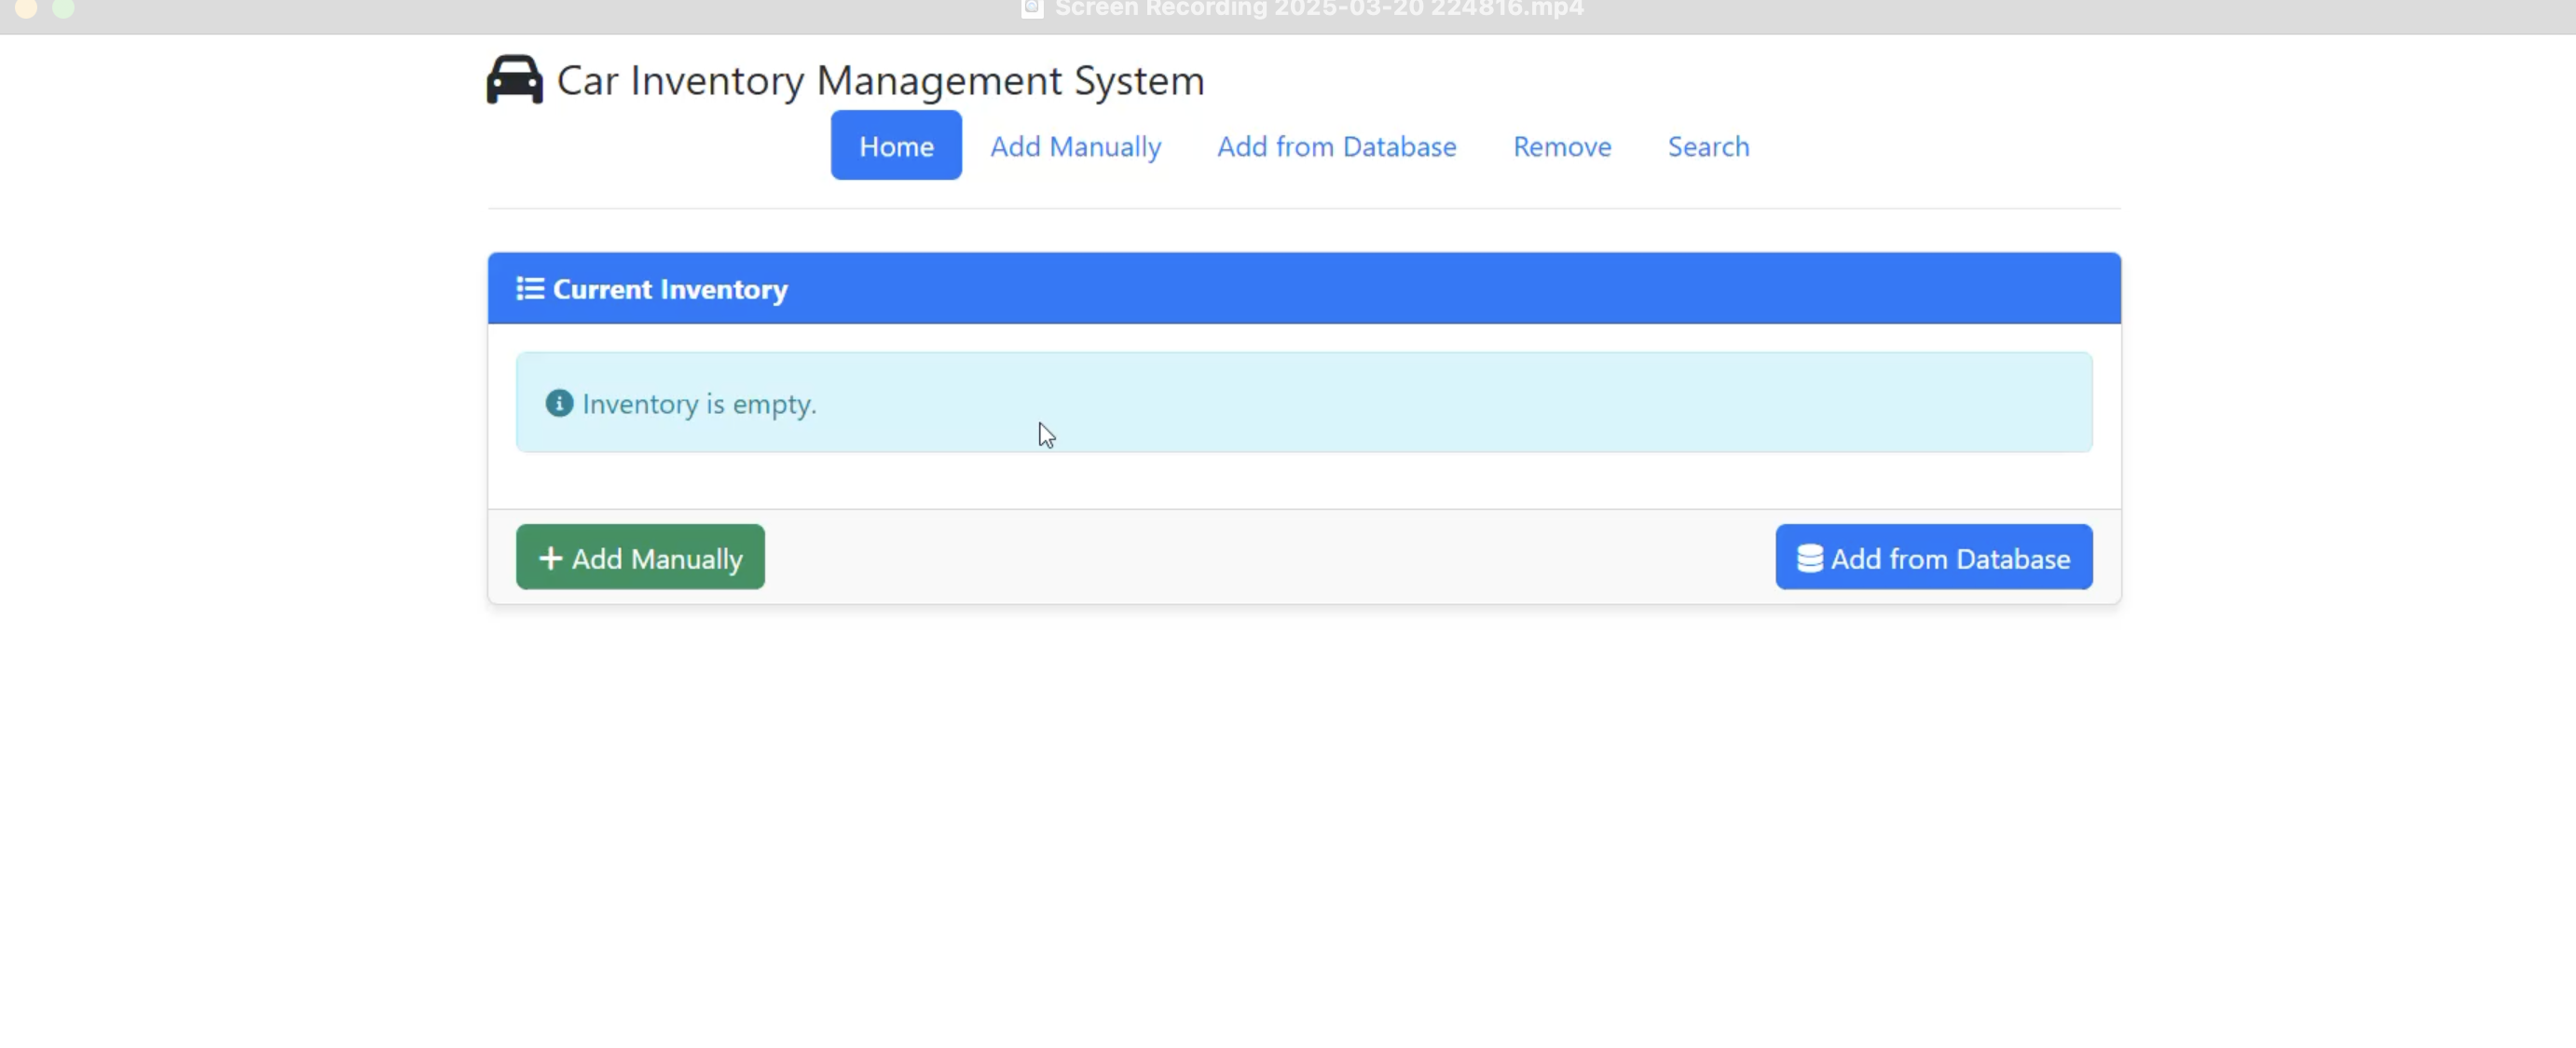 Screen Recording 2025-03-20 224816.mp4
Car Inventory Management System
Home Add Manually Add from Database Remove Search
Current Inventory
Inventory is empty.
Add Manually Add from Database